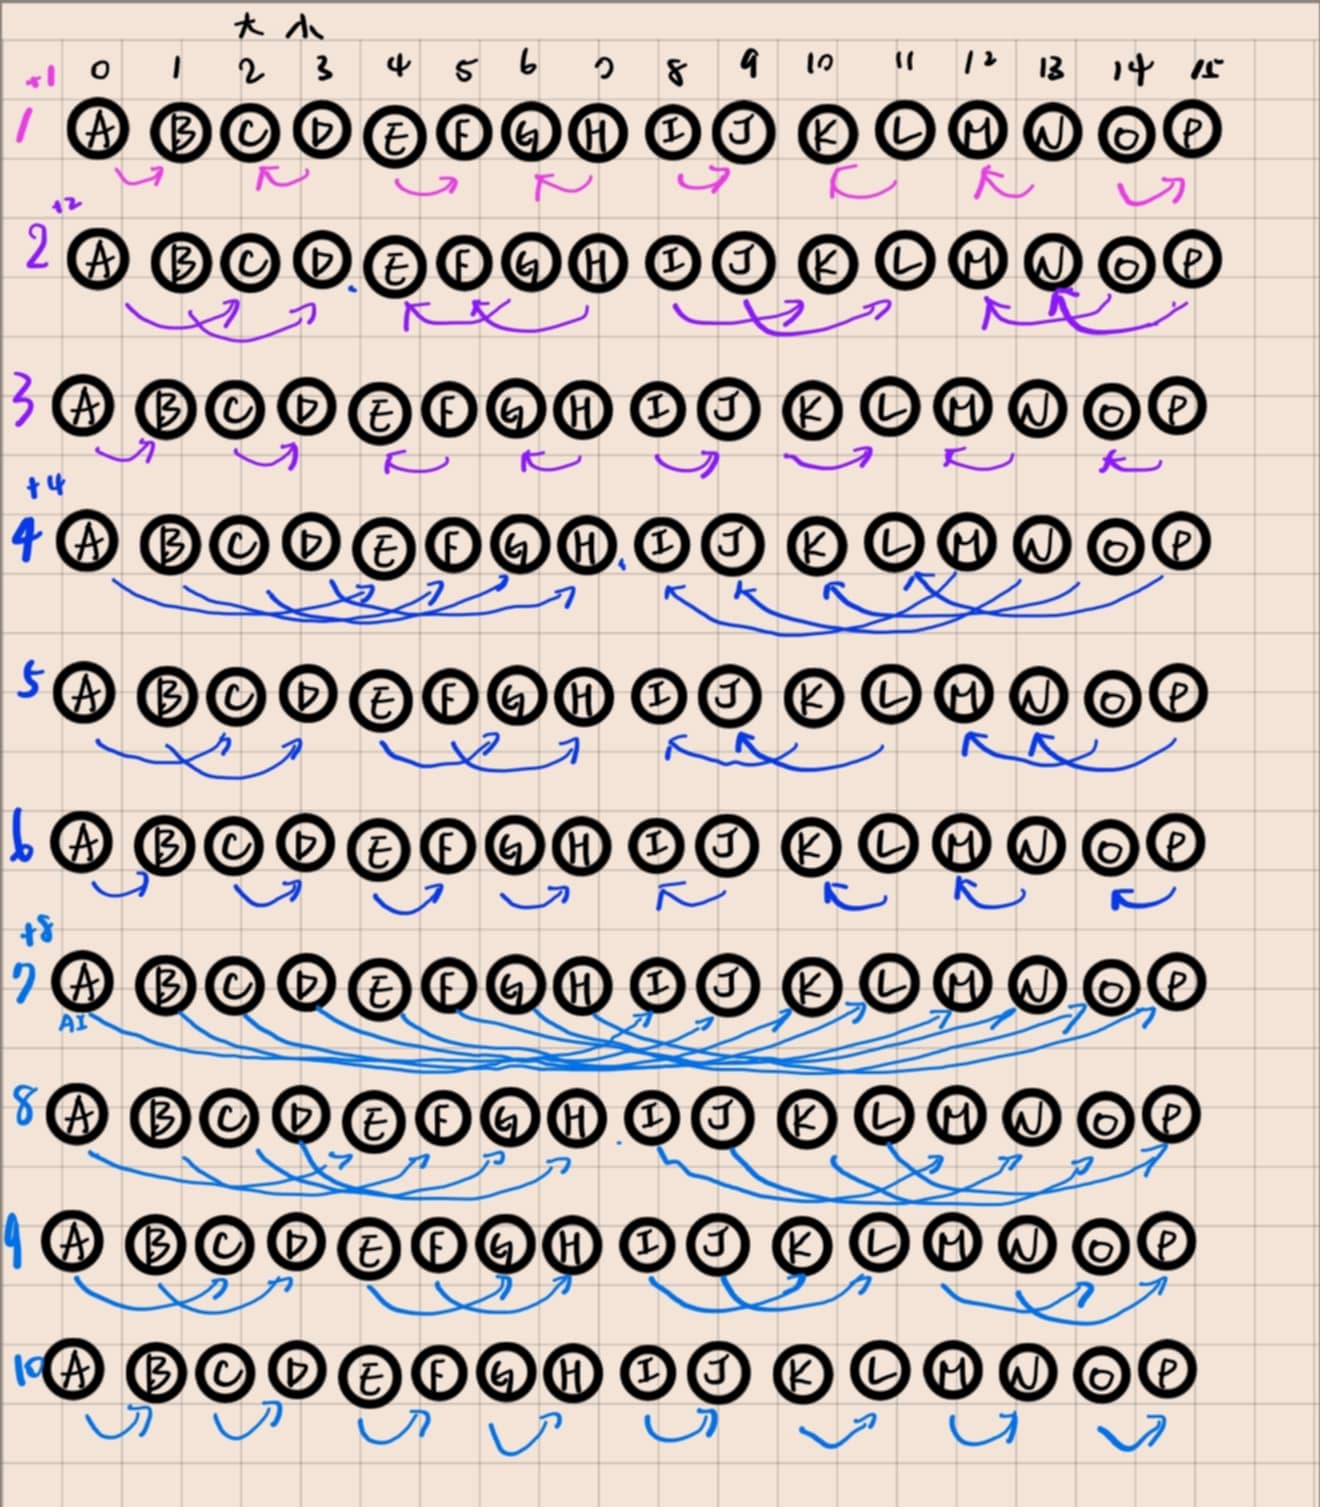 大 小
+1 0 1 2 3 4 5 6 7 8 9 10 11 12 13 14 15
1 A B C D E F G H I J K L M N O P
+2
2 A B C D E F G H I J K L M N O P
3 A B C D E F G H I J K L M N O P
+4
4 A B C D E F G H I J K L M N O P
5 A B C D E F G H I J K L M N O P
6 A B C D E F G H I J K L M N O P
+8
7 A B C D E F G H I J K L M N O P
AI
8 A B C D E F G H I J K L M N O P
9 A B C D E F G H I J K L M N O P
10 A B C D E F G H I J K L M N O P